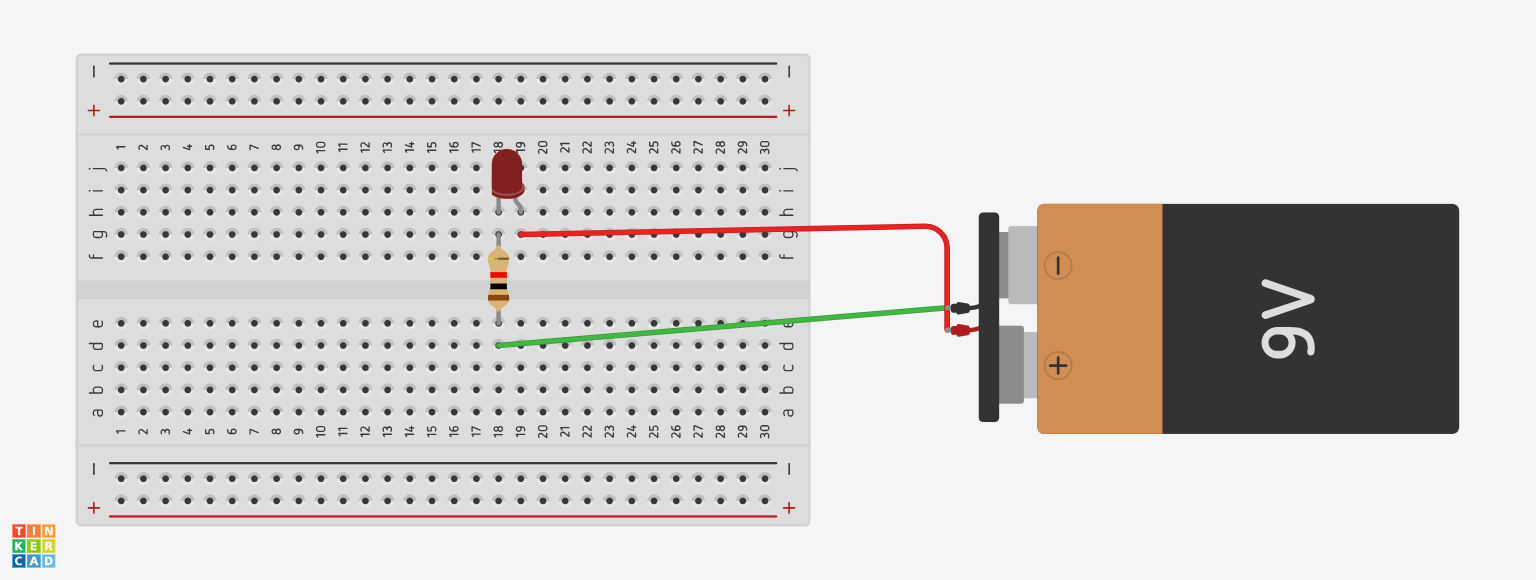 − −
+ +
1 2 3 4 5 6 7 8 9 10 11 12 13 14 15 16 17 18 19 20 21 22 23 24 25 26 27 28 29 30
j j
i i
h h
g g
f f
e e
d d
c c
b b
a a
1 2 3 4 5 6 7 8 9 10 11 12 13 14 15 16 17 18 19 20 21 22 23 24 25 26 27 28 29 30
− −
+ +
−
+
9V
TIN
KER
CAD